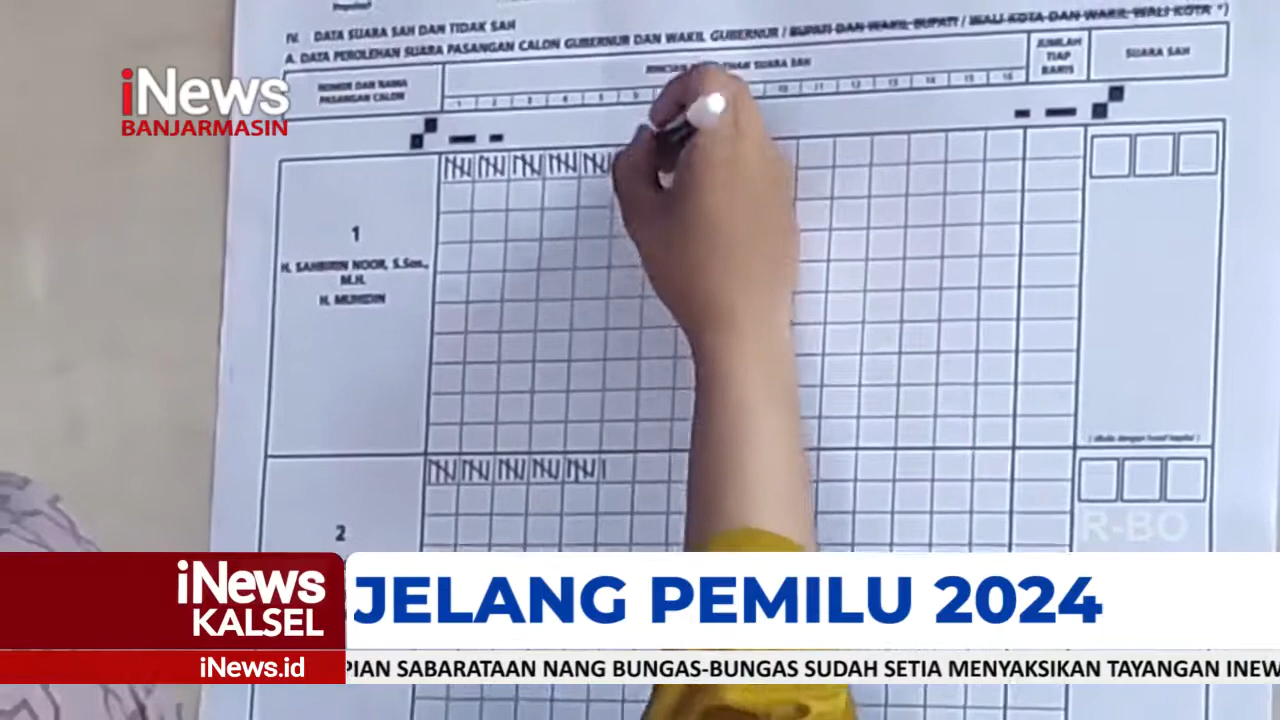 IV. DATA SUARA SAH DAN TIDAK SAH
A. DATA PEROLEHAN SUARA PASANGAN CALON GUBERNUR DAN WAKIL GUBERNUR / BUPATI DAN WAKIL BUPATI / WALI KOTA DAN WAKIL WALI KOTA *)
NOMOR DAN NAMA
PASANGAN CALON
SUARA SAH
JUMLAH
TIAP
BARIS
SUARA SAH
1 2 3 4 5 10 11 12 13 14 15 16
iNews
BANJARMASIN
1
H. SAHBIRIN NOOR, S.Sos.,
M.H.
H. MUHIDIN
2
R-BO
iNews
KALSEL
JELANG PEMILU 2024
iNews.id
PIAN SABARATAAN NANG BUNGAS-BUNGAS SUDAH SETIA MENYAKSIKAN TAYANGAN INEW